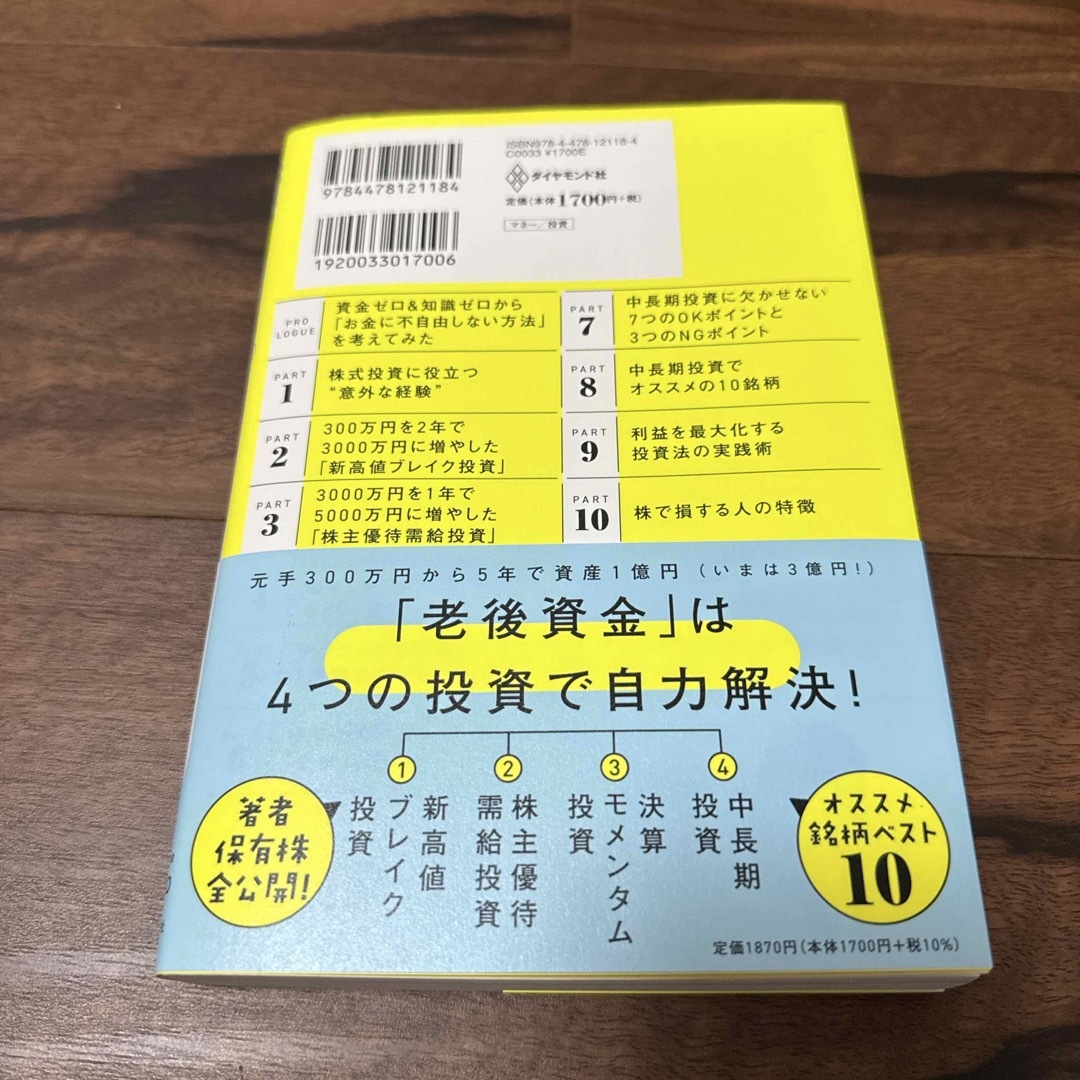 9784478121184
1920033017006
ISBN978-4-478-12118-4
C0033 ¥1700E
ダイヤモンド社
定価(本体1700円+税)
マネー/投資
PRO
LOGUE
資金ゼロ&知識ゼロから
「お金に不自由しない方法」
を考えてみた
PART
1
株式投資に役立つ
“意外な経験”
PART
2
300万円を2年で
3000万円に増やした
「新高値ブレイク投資」
PART
3
3000万円を1年で
5000万円に増やした
「株主優待需給投資」
PART
7
中長期投資に欠かせない
7つのOKポイントと
3つのNGポイント
PART
8
中長期投資で
オススメの10銘柄
PART
9
利益を最大化する
投資法の実践術
PART
10
株で損する人の特徴
元手300万円から5年で資産1億円(いまは3億円!)
「老後資金」は
4つの投資で自力解決!
1
新高値
ブレイク
投資
2
株主優待
需給投資
3
決算
モメンタム
投資
4
中長期
投資
著者
保有株
全公開!
オススメ
銘柄ベスト
10
定価1870円(本体1700円+税10%)